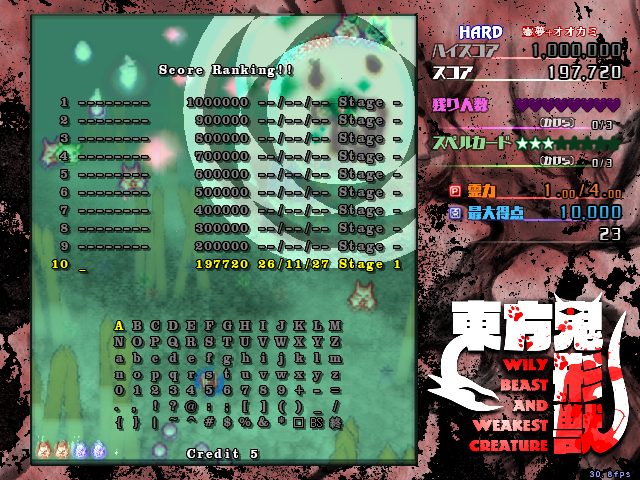 Score Ranking!!
1 -------- 1000000 --/--/-- Stage -
2 -------- 900000 --/--/-- Stage -
3 -------- 800000 --/--/-- Stage -
4 -------- 700000 --/--/-- Stage -
5 -------- 600000 --/--/-- Stage -
6 -------- 500000 --/--/-- Stage -
7 -------- 400000 --/--/-- Stage -
8 -------- 300000 --/--/-- Stage -
9 -------- 200000 --/--/-- Stage -
10 _ 197720 26/11/27 Stage 1
A B C D E F G H I J K L M
N O P Q R S T U V W X Y Z
a b c d e f g h i j k l m
n o p q r s t u v w x y z
0 1 2 3 4 5 6 7 8 9 + - =
. , ! ? @ : ; [ ] ( ) _ /
{ } | ~ ^ # $ % & * □ BS 終
Credit 5
HARD 霊夢+オオカミ
ハイスコア 1,000,000
スコア 197,720
残り人数
(かけら) 0/3
スペルカード ★★★
(かけら) 0/3
P 霊力 1.00/4.00
最大得点 10,000
23
東方鬼形獣
WILY
BEAST
AND
WEAKEST
CREATURE
30.8fps